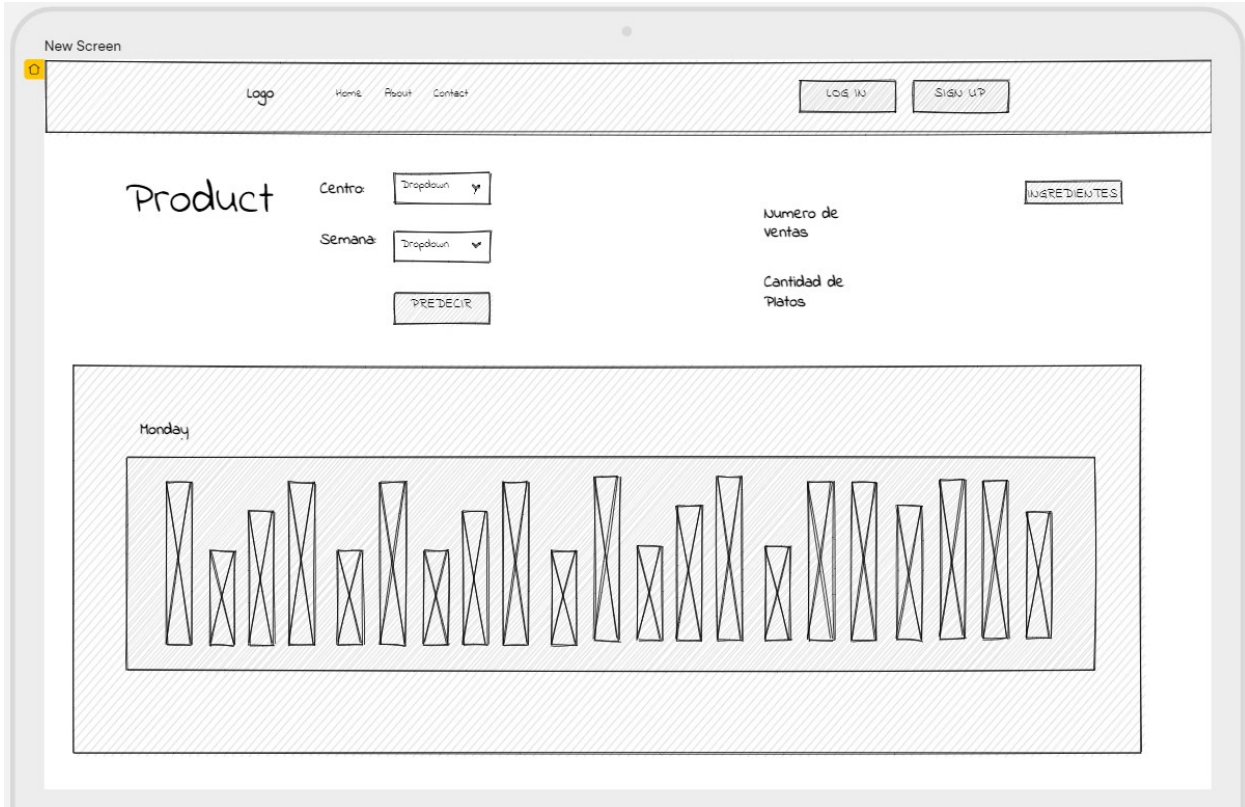 New Screen
Logo
Home
About
Contact
LOG IN
SIGN UP
Product
Centro:
Dropdown
Semana:
Dropdown
PREDECIR
Numero de
Ventas
Cantidad de
Platos
INGREDIENTES
Monday